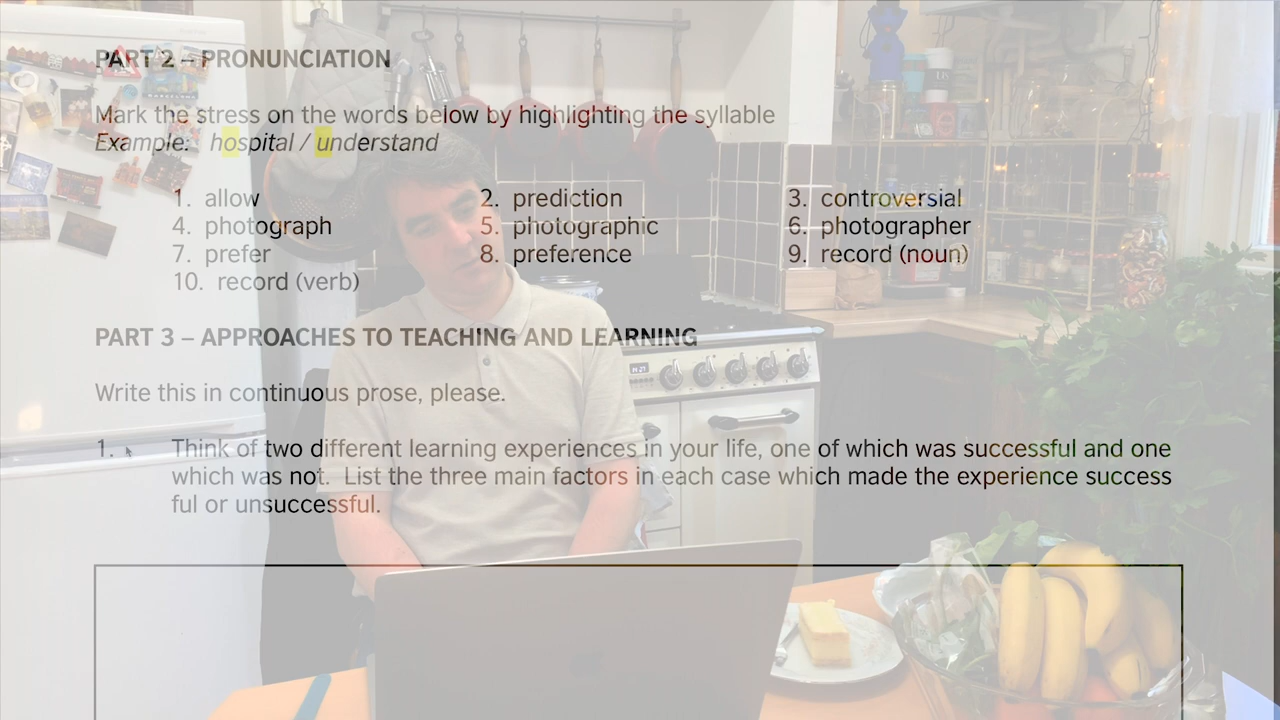 PART 2 – PRONUNCIATION
Mark the stress on the words below by highlighting the syllable
Example: hospital / understand
1. allow 2. prediction 3. controversial
4. photograph 5. photographic 6. photographer
7. prefer 8. preference 9. record (noun)
10. record (verb)
PART 3 – APPROACHES TO TEACHING AND LEARNING
Write this in continuous prose, please.
1. Think of two different learning experiences in your life, one of which was successful and one
which was not. List the three main factors in each case which made the experience success
ful or unsuccessful.